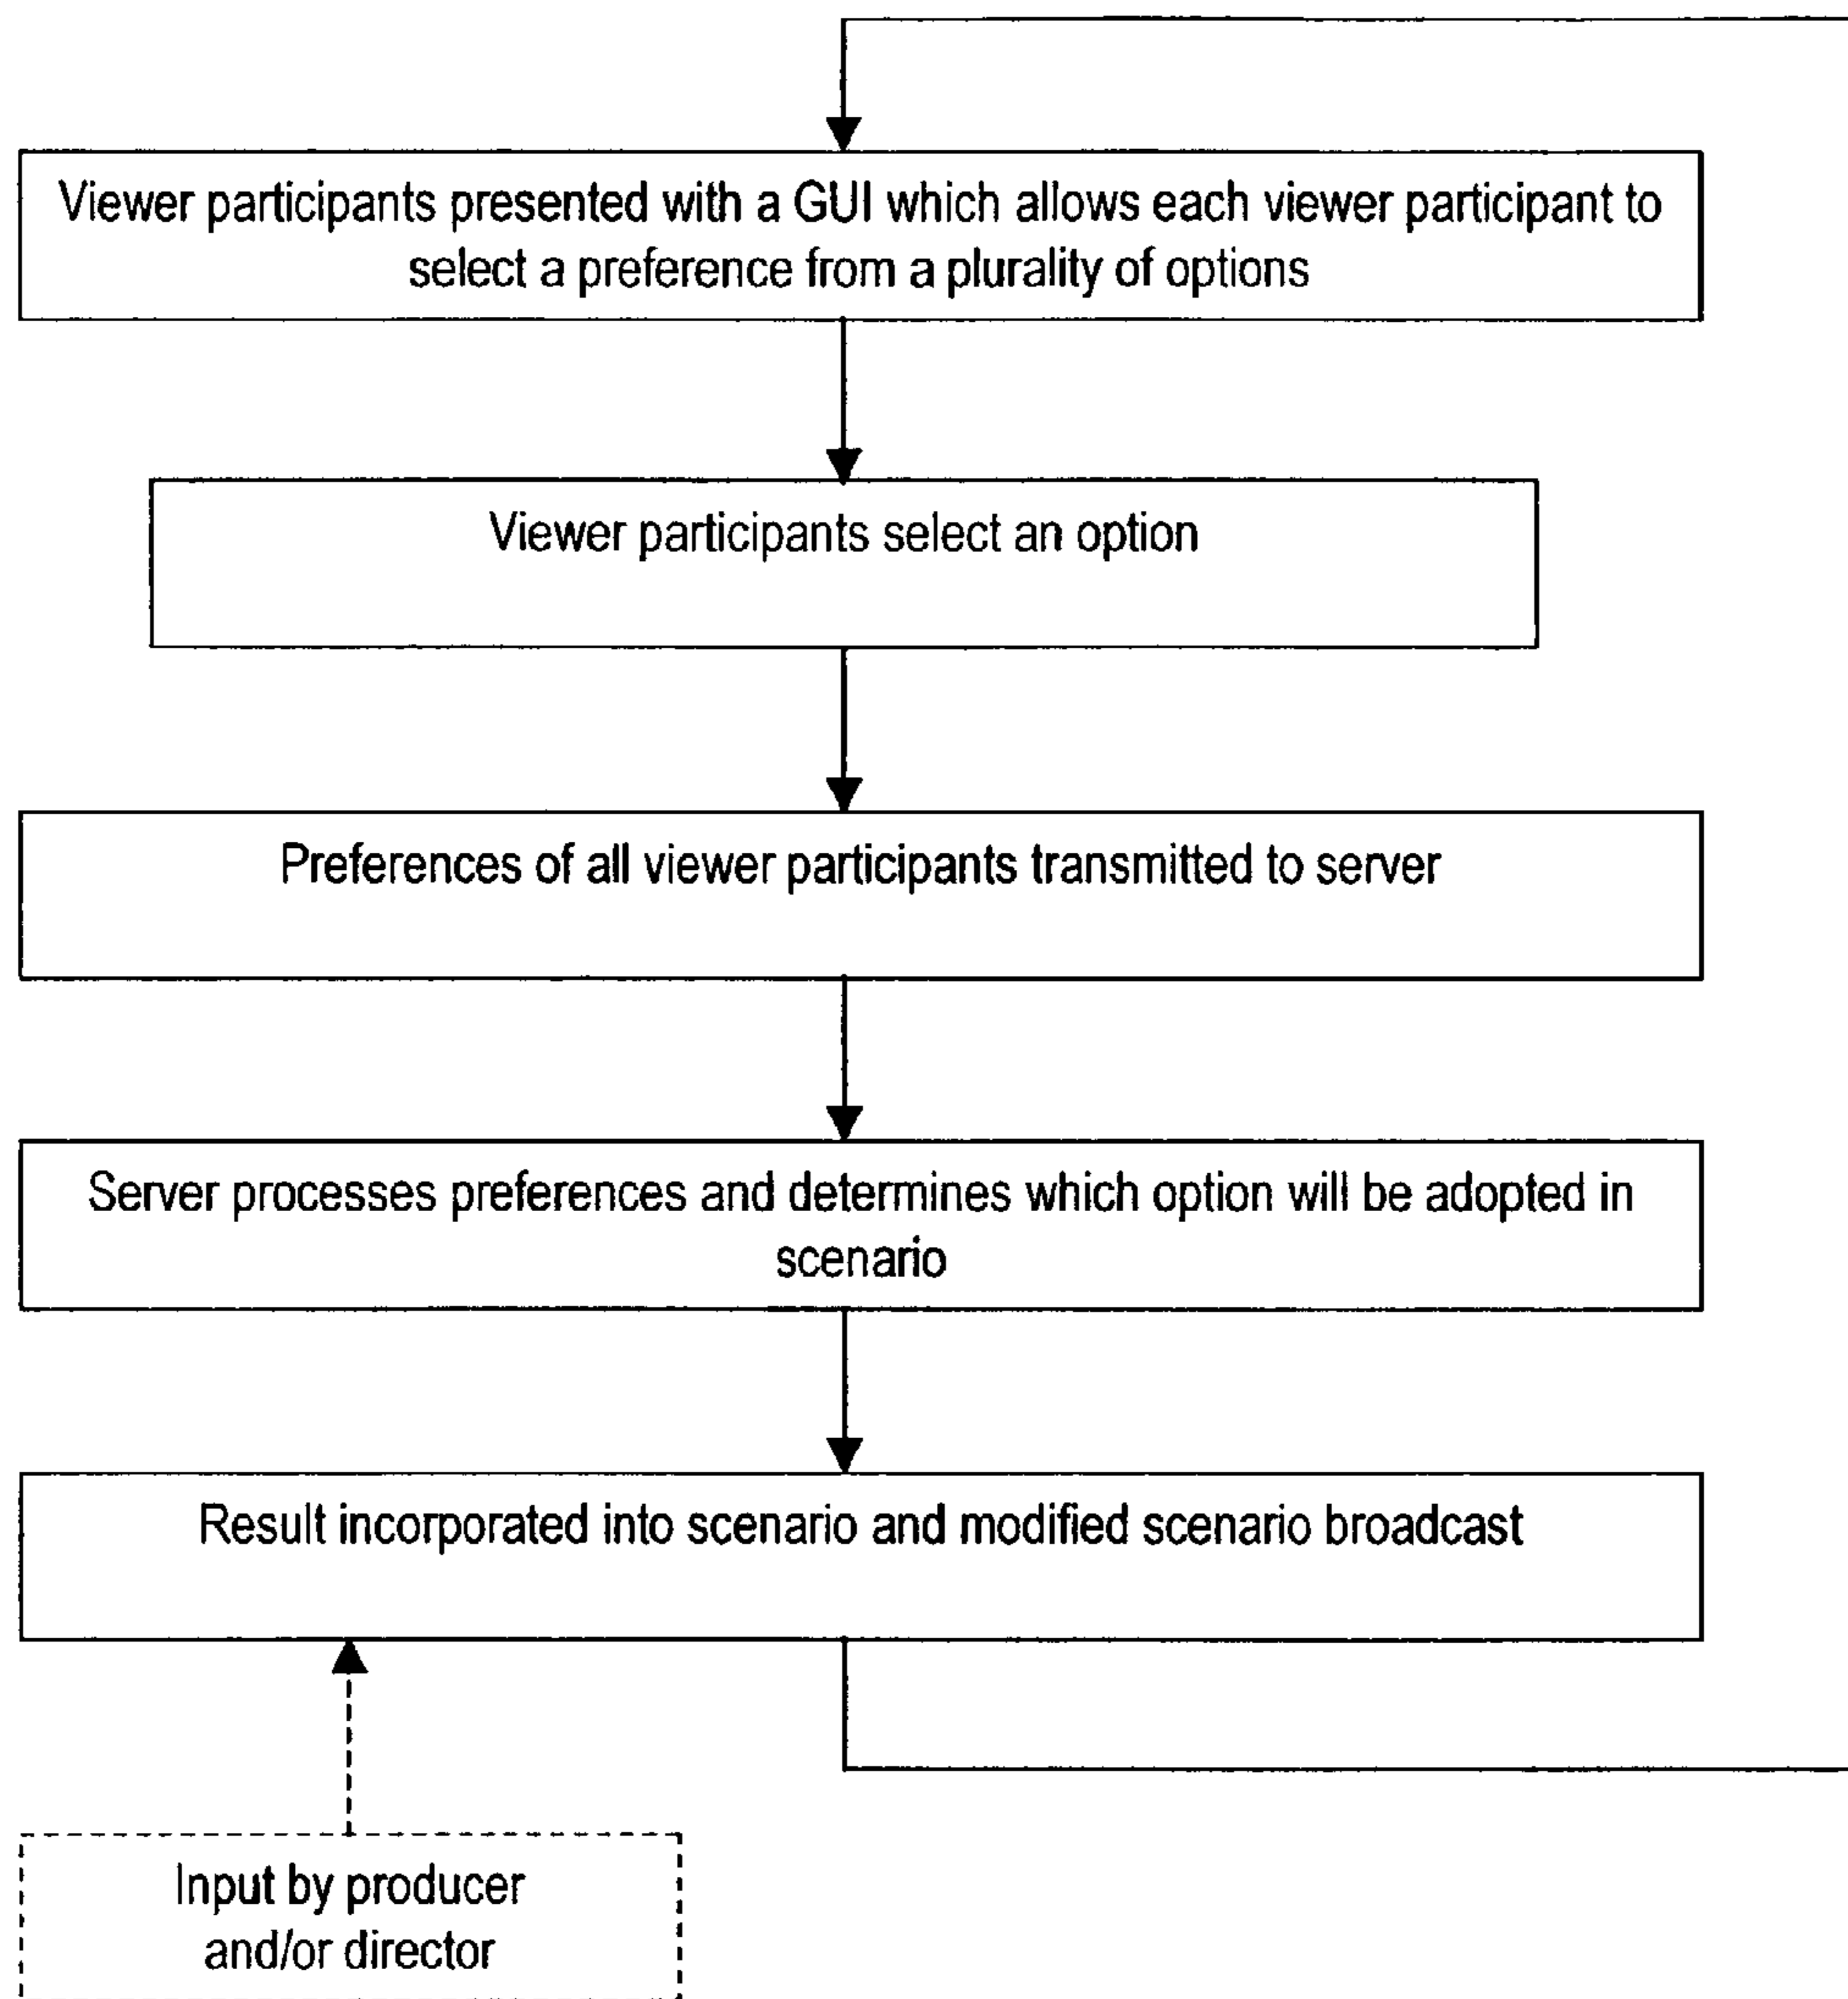 Viewer participants presented with a GUI which allows each viewer participant to
select a preference from a plurality of options
Viewer participants select an option
Preferences of all viewer participants transmitted to server
Server processes preferences and determines which option will be adopted in
scenario
Result incorporated into scenario and modified scenario broadcast
Input by producer
and/or director